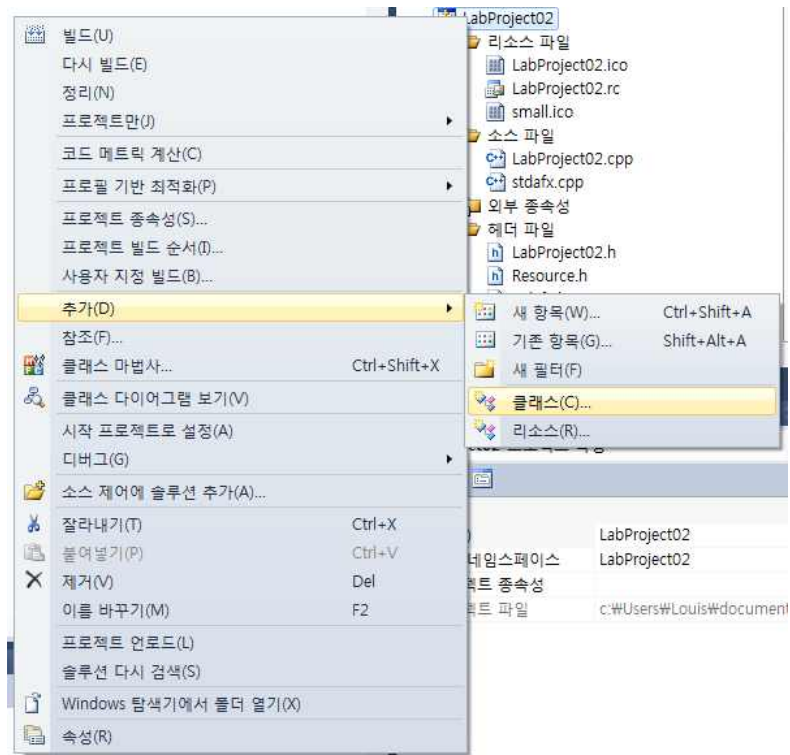 LabProject02
리소스 파일
LabProject02.ico
LabProject02.rc
small.ico
소스 파일
LabProject02.cpp
stdafx.cpp
외부 종속성
헤더 파일
LabProject02.h
Resource.h
빌드(U)
다시 빌드(E)
정리(N)
프로젝트만(J)
코드 메트릭 계산(C)
프로필 기반 최적화(P)
프로젝트 종속성(S)...
프로젝트 빌드 순서(I)...
사용자 지정 빌드(B)...
추가(D)
참조(F)...
클래스 마법사... Ctrl+Shift+X
클래스 다이어그램 보기(V)
시작 프로젝트로 설정(A)
디버그(G)
소스 제어에 솔루션 추가(A)...
잘라내기(T) Ctrl+X
붙여넣기(P) Ctrl+V
제거(V) Del
이름 바꾸기(M) F2
프로젝트 언로드(L)
솔루션 다시 검색(S)
Windows 탐색기에서 폴더 열기(X)
속성(R)
새 항목(W)... Ctrl+Shift+A
기존 항목(G)... Shift+Alt+A
새 필터(F)
클래스(C)...
리소스(R)...
LabProject02
네임스페이스 LabProject02
트 종속성
트 파일 c:₩Users₩Louis₩document